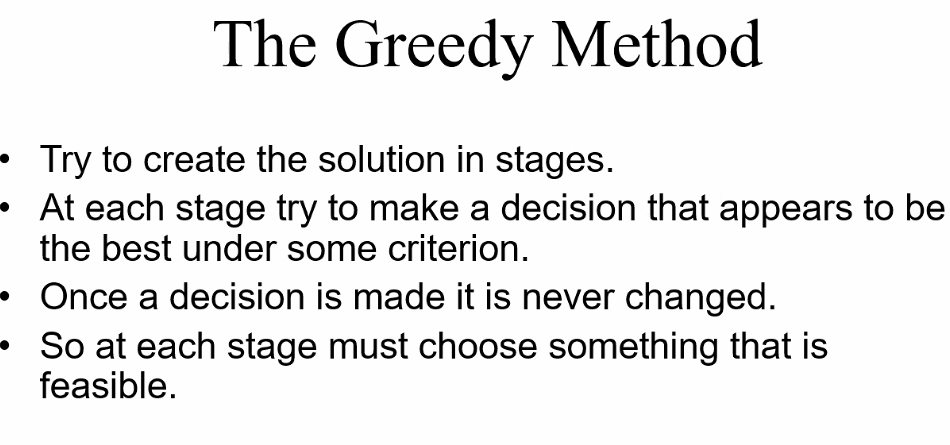 The Greedy Method
• Try to create the solution in stages.
• At each stage try to make a decision that appears to be
the best under some criterion.
• Once a decision is made it is never changed.
• So at each stage must choose something that is
feasible.